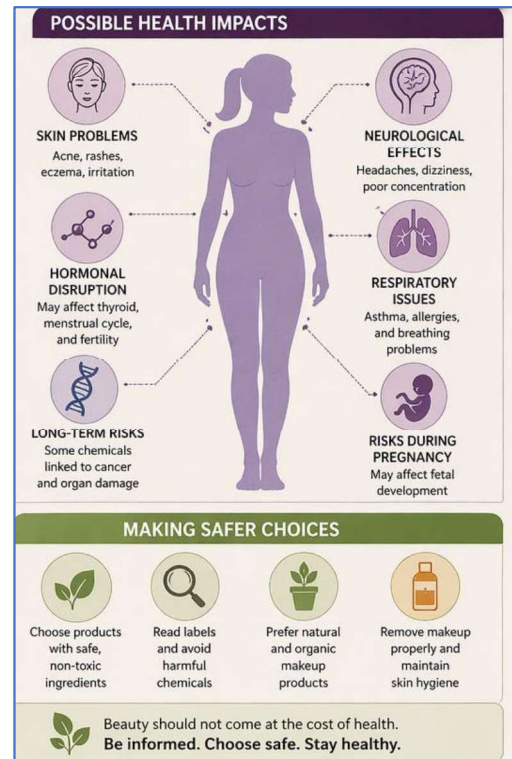 POSSIBLE HEALTH IMPACTS
SKIN PROBLEMS
Acne, rashes,
eczema, irritation
NEUROLOGICAL
EFFECTS
Headaches, dizziness,
poor concentration
HORMONAL
DISRUPTION
May affect thyroid,
menstrual cycle,
and fertility
RESPIRATORY
ISSUES
Asthma, allergies,
and breathing
problems
LONG-TERM RISKS
Some chemicals
linked to cancer
and organ damage
RISKS DURING
PREGNANCY
May affect fetal
development
MAKING SAFER CHOICES
Choose products
with safe,
non-toxic
ingredients
Read labels
and avoid
harmful
chemicals
Prefer natural
and organic
makeup
products
Remove makeup
properly and
maintain
skin hygiene
Beauty should not come at the cost of health.
Be informed. Choose safe. Stay healthy.